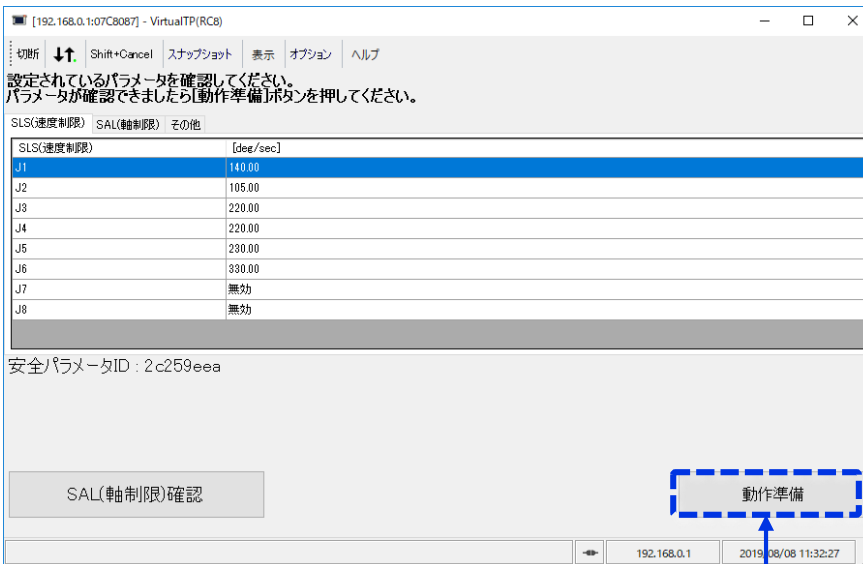 [192.168.0.1:07C8087] - VirtualTP(RC8)
切断 Shift+Cancel スナップショット 表示 オプション ヘルプ
設定されているパラメータを確認してください。
パラメータが確認できましたら[動作準備]ボタンを押してください。
SLS(速度制限) SAL(軸制限) その他
SLS(速度制限) [deg/sec]
J1 140.00
J2 105.00
J3 220.00
J4 220.00
J5 230.00
J6 330.00
J7 無効
J8 無効
安全パラメータID : 2c259eea
SAL(軸制限)確認 動作準備
192.168.0.1 2019/08/08 11:32:27